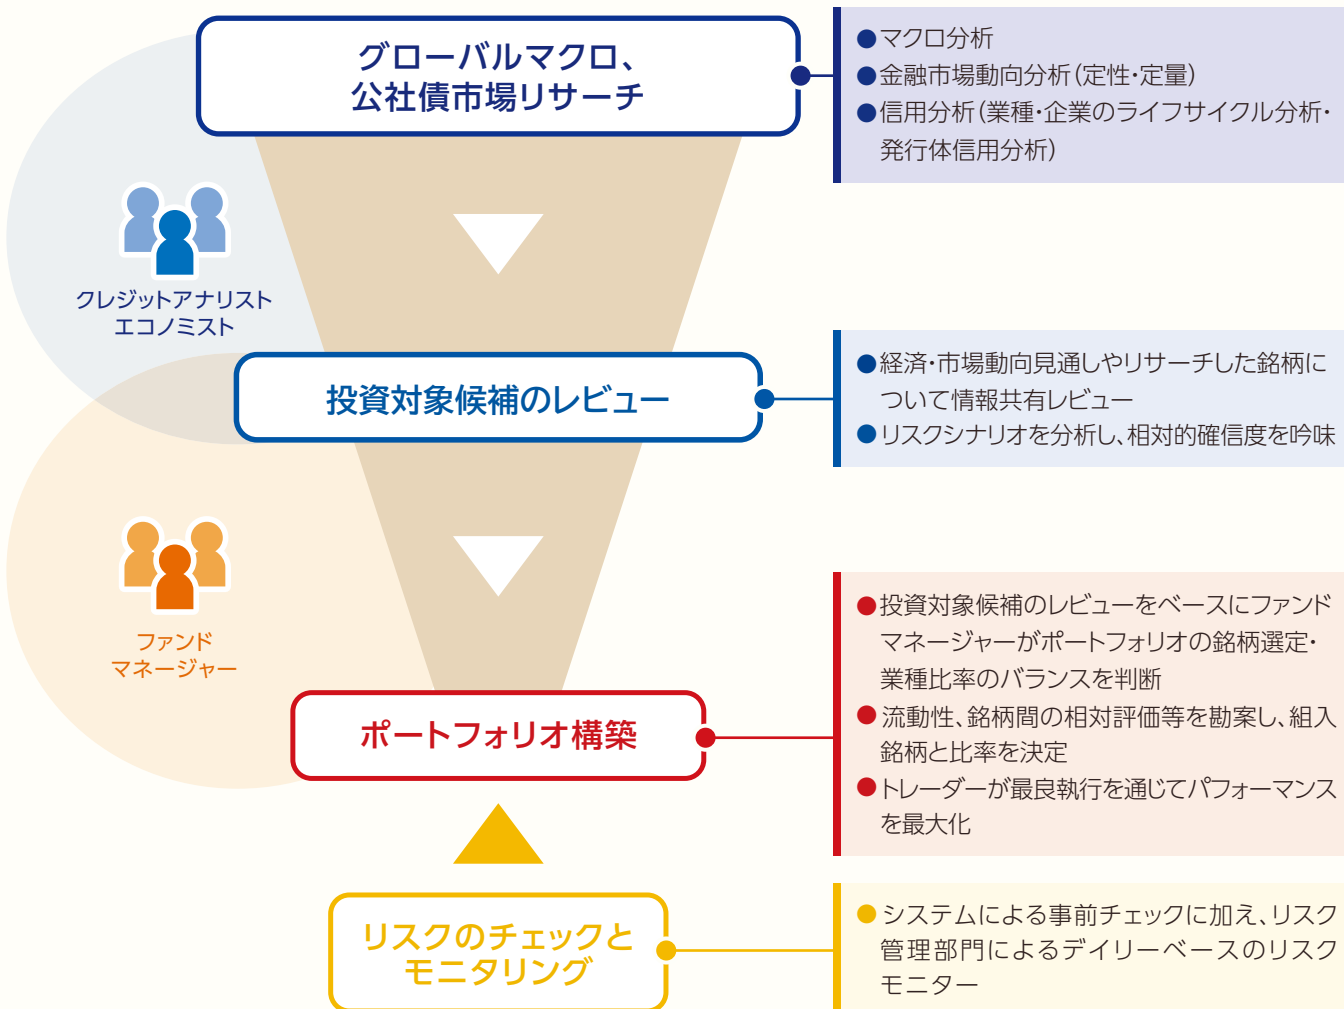 グローバルマクロ、
公社債市場リサーチ
●マクロ分析
●金融市場動向分析(定性・定量)
●信用分析(業種・企業のライフサイクル分析・
発行体信用分析)
クレジットアナリスト
エコノミスト
投資対象候補のレビュー
●経済・市場動向見通しやリサーチした銘柄に
ついて情報共有レビュー
●リスクシナリオを分析し、相対的確信度を吟味
ファンド
マネージャー
ポートフォリオ構築
●投資対象候補のレビューをベースにファンド
マネージャーがポートフォリオの銘柄選定・
業種比率のバランスを判断
●流動性、銘柄間の相対評価等を勘案し、組入
銘柄と比率を決定
●トレーダーが最良執行を通じてパフォーマンス
を最大化
リスクのチェックと
モニタリング
●システムによる事前チェックに加え、リスク
管理部門によるデイリーベースのリスク
モニター